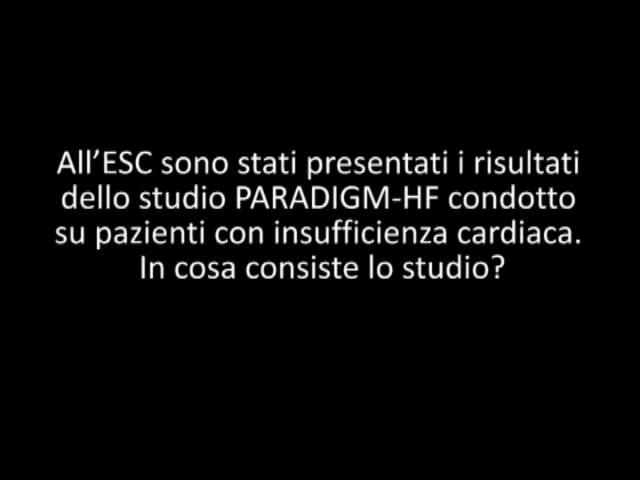 All’ESC sono stati presentati i risultati
dello studio PARADIGM-HF condotto
su pazienti con insufficienza cardiaca.
In cosa consiste lo studio?